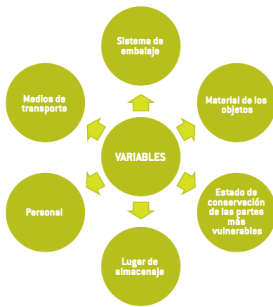 Sistema de
embalaje
Medios de
transporte
Material de los
objetos
VARIABLES
Personal
Estado de
conservación
de las partes
más
vulnerables
Lugar de
almacenaje